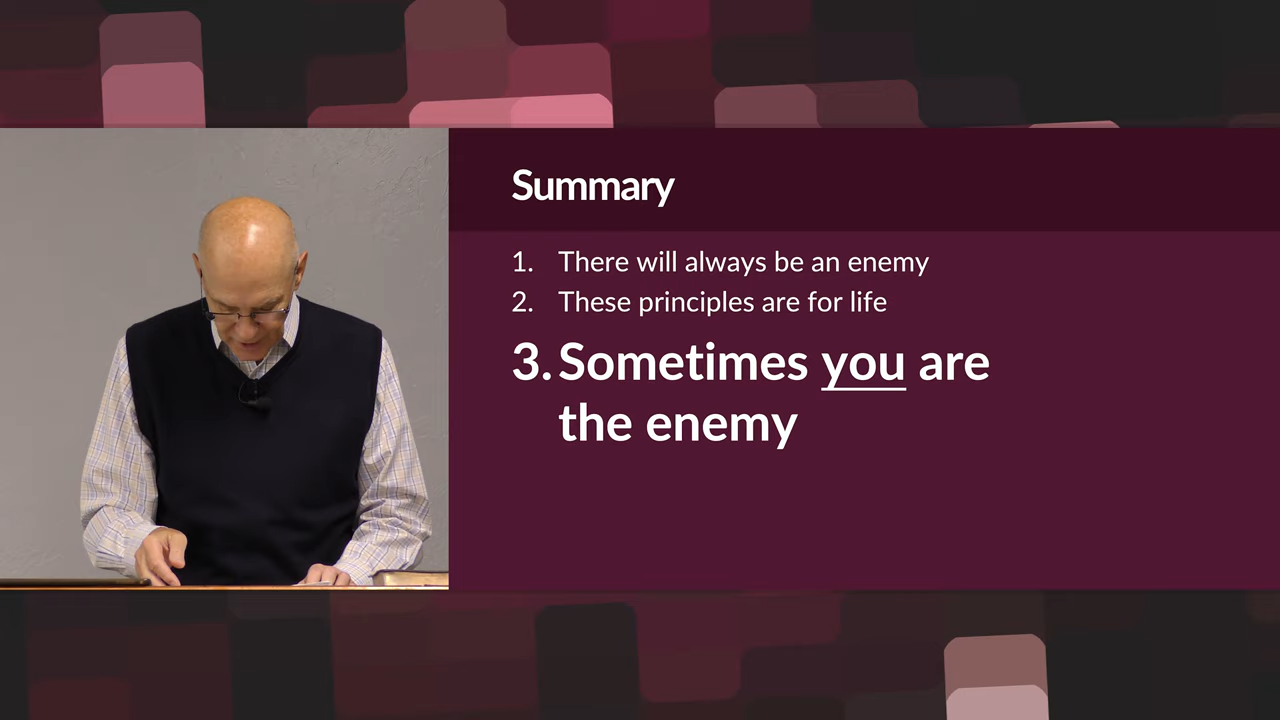 Summary
1. There will always be an enemy
2. These principles are for life
3. Sometimes you are
the enemy